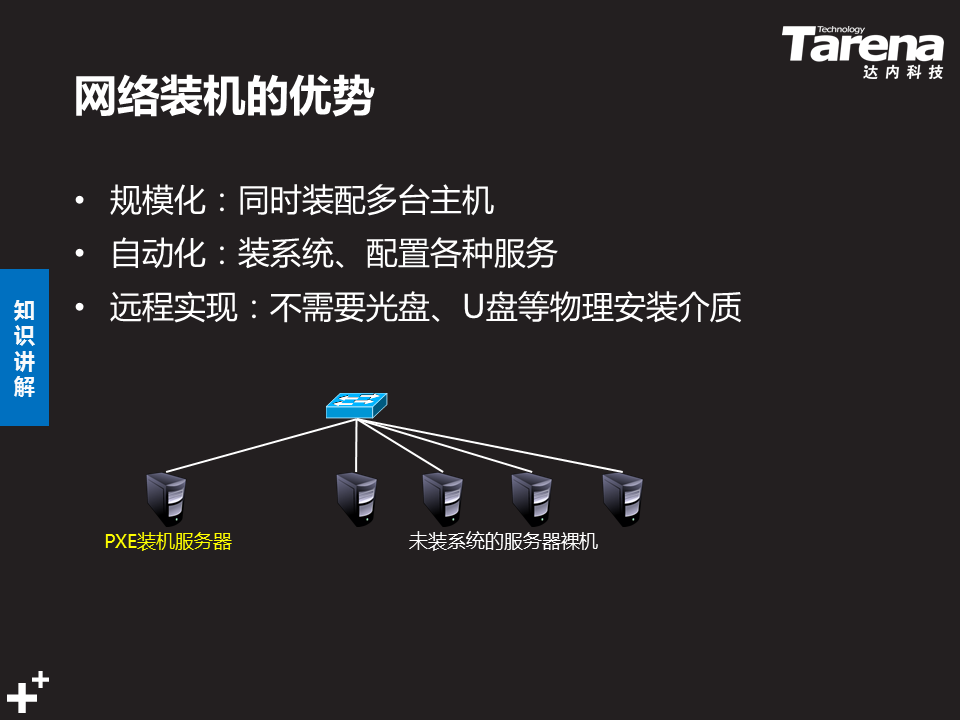 Technology
Tarena
达内科技
网络装机的优势
• 规模化：同时装配多台主机
• 自动化：装系统、配置各种服务
• 远程实现：不需要光盘、U盘等物理安装介质
知
识
讲
解
PXE装机服务器
未装系统的服务器裸机